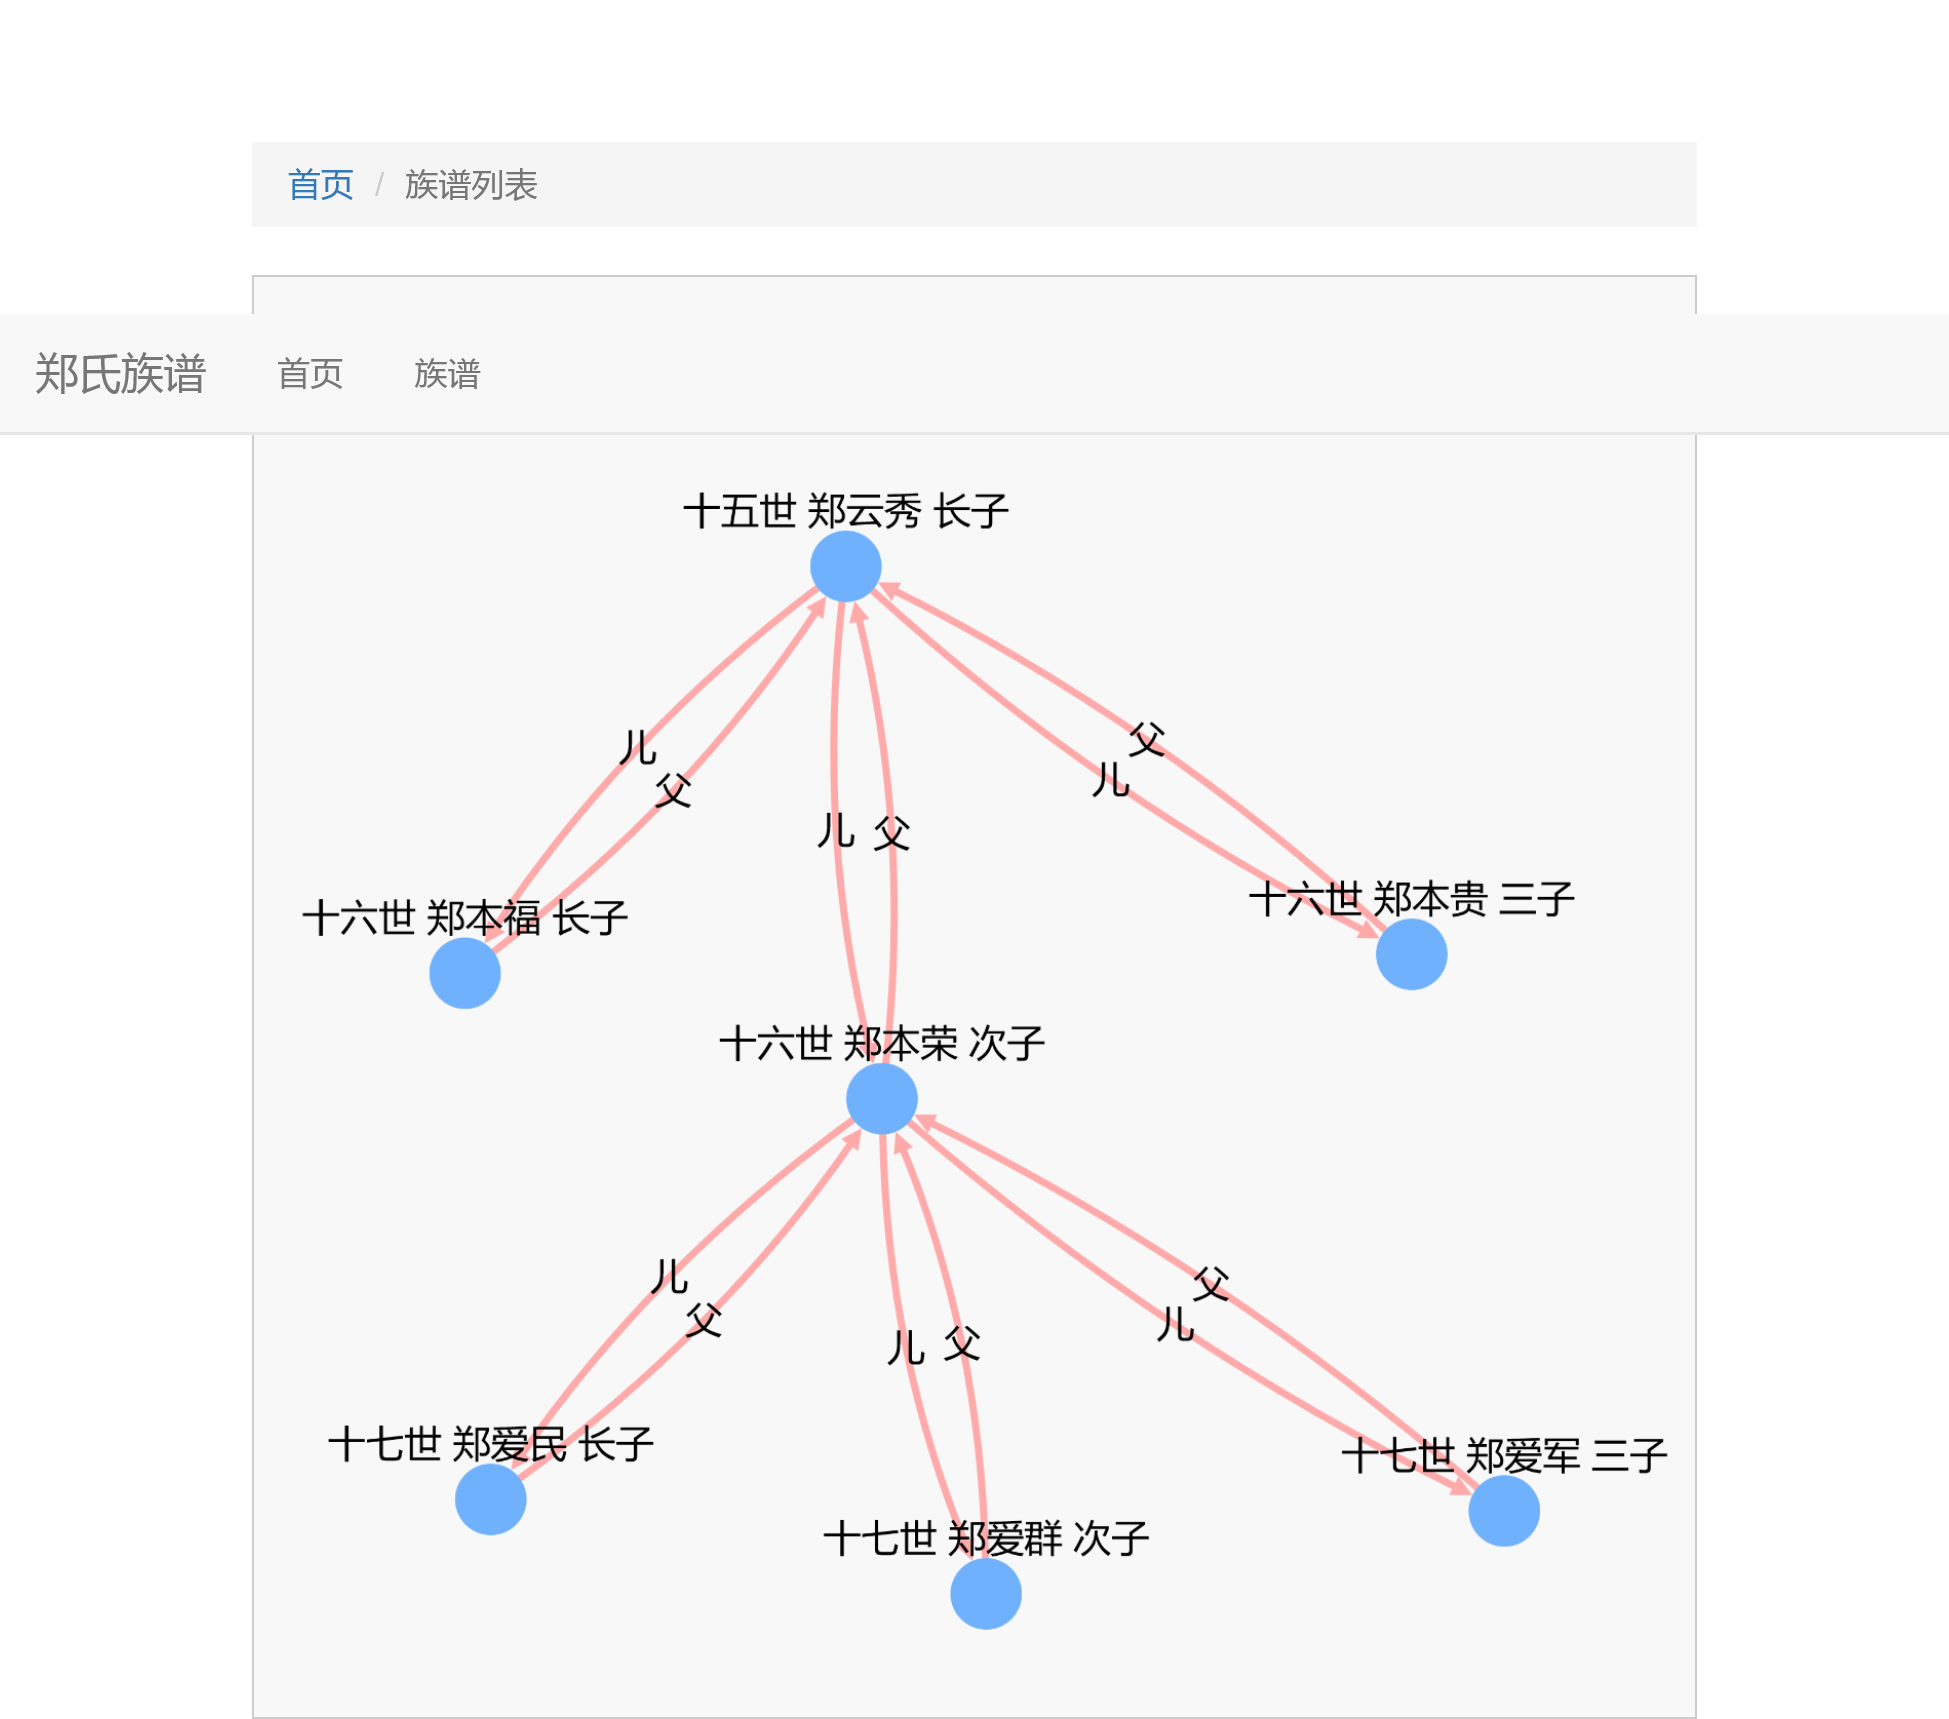 首页 / 族谱列表
郑氏族谱 首页 族谱
十五世 郑云秀 长子
父
儿
儿
父
儿 父
十六世 郑本贵 三子
十六世 郑本福 长子
十六世 郑本荣 次子
儿
父
父
儿
儿 父
十七世 郑爱民 长子
十七世 郑爱军 三子
十七世 郑爱群 次子